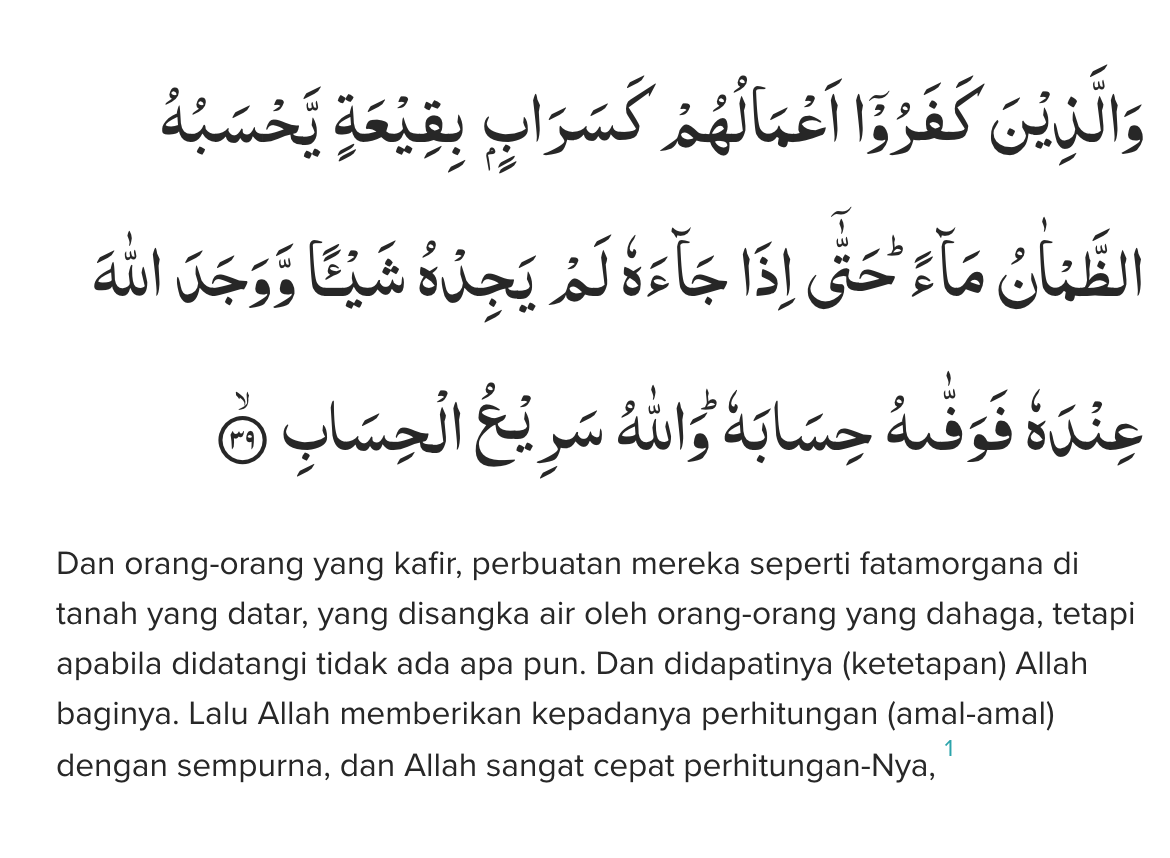 وَالَّذِيْنَ كَفَرُوْٓا اَعْمَالُهُمْ كَسَرَابٍۢ بِقِيْعَةٍ يَّحْسَبُهُ
الظَّمْاٰنُ مَاۤءًۗ حَتّٰٓى اِذَا جَاۤءَهٗ لَمْ يَجِدْهُ شَيْـًٔا وَّوَجَدَ اللّٰهَ
عِنْدَهٗ فَوَفّٰىهُ حِسَابَهٗ ۗوَاللّٰهُ سَرِيْعُ الْحِسَابِ ۙ ٣٩
Dan orang-orang yang kafir, perbuatan mereka seperti fatamorgana di
tanah yang datar, yang disangka air oleh orang-orang yang dahaga, tetapi
apabila didatangi tidak ada apa pun. Dan didapatinya (ketetapan) Allah
baginya. Lalu Allah memberikan kepadanya perhitungan (amal-amal)
dengan sempurna, dan Allah sangat cepat perhitungan-Nya, 1